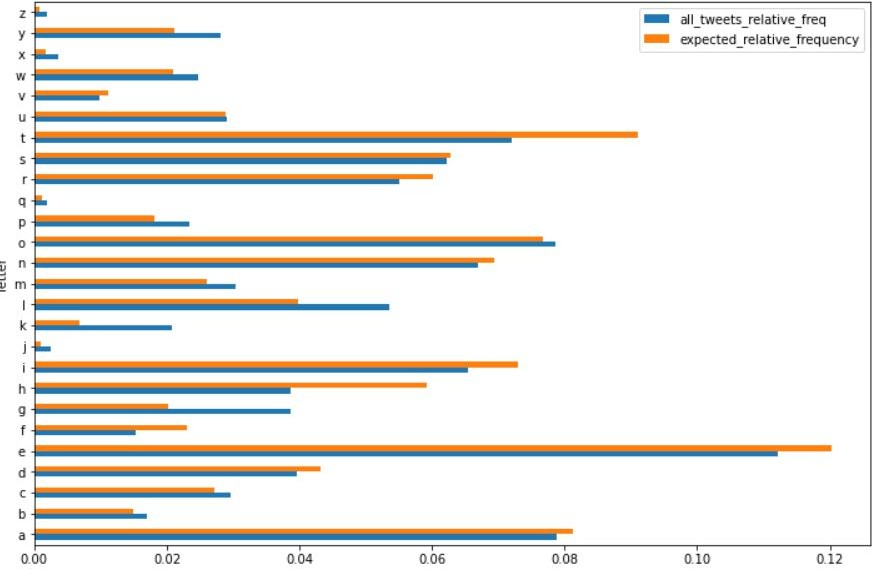 all_tweets_relative_freq
expected_relative_frequency
z
y
x
w
v
u
t
s
r
q
p
o
n
m
l
k
j
i
h
g
f
e
d
c
b
a
letter
0.00 0.02 0.04 0.06 0.08 0.10 0.12